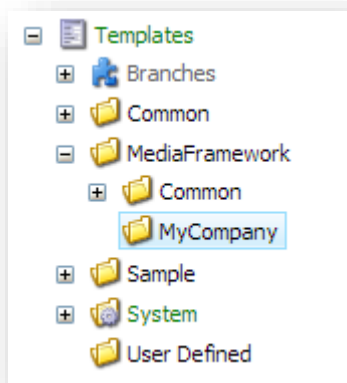 Templates
Branches
Common
MediaFramework
Common
MyCompany
Sample
System
User Defined